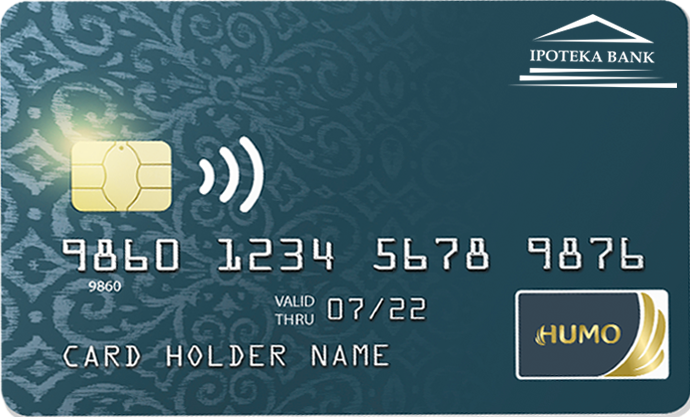 IPOTEKA BANK
9860 1234 5678 9876
9860
VALID THRU 07/22
HUMO
CARD HOLDER NAME